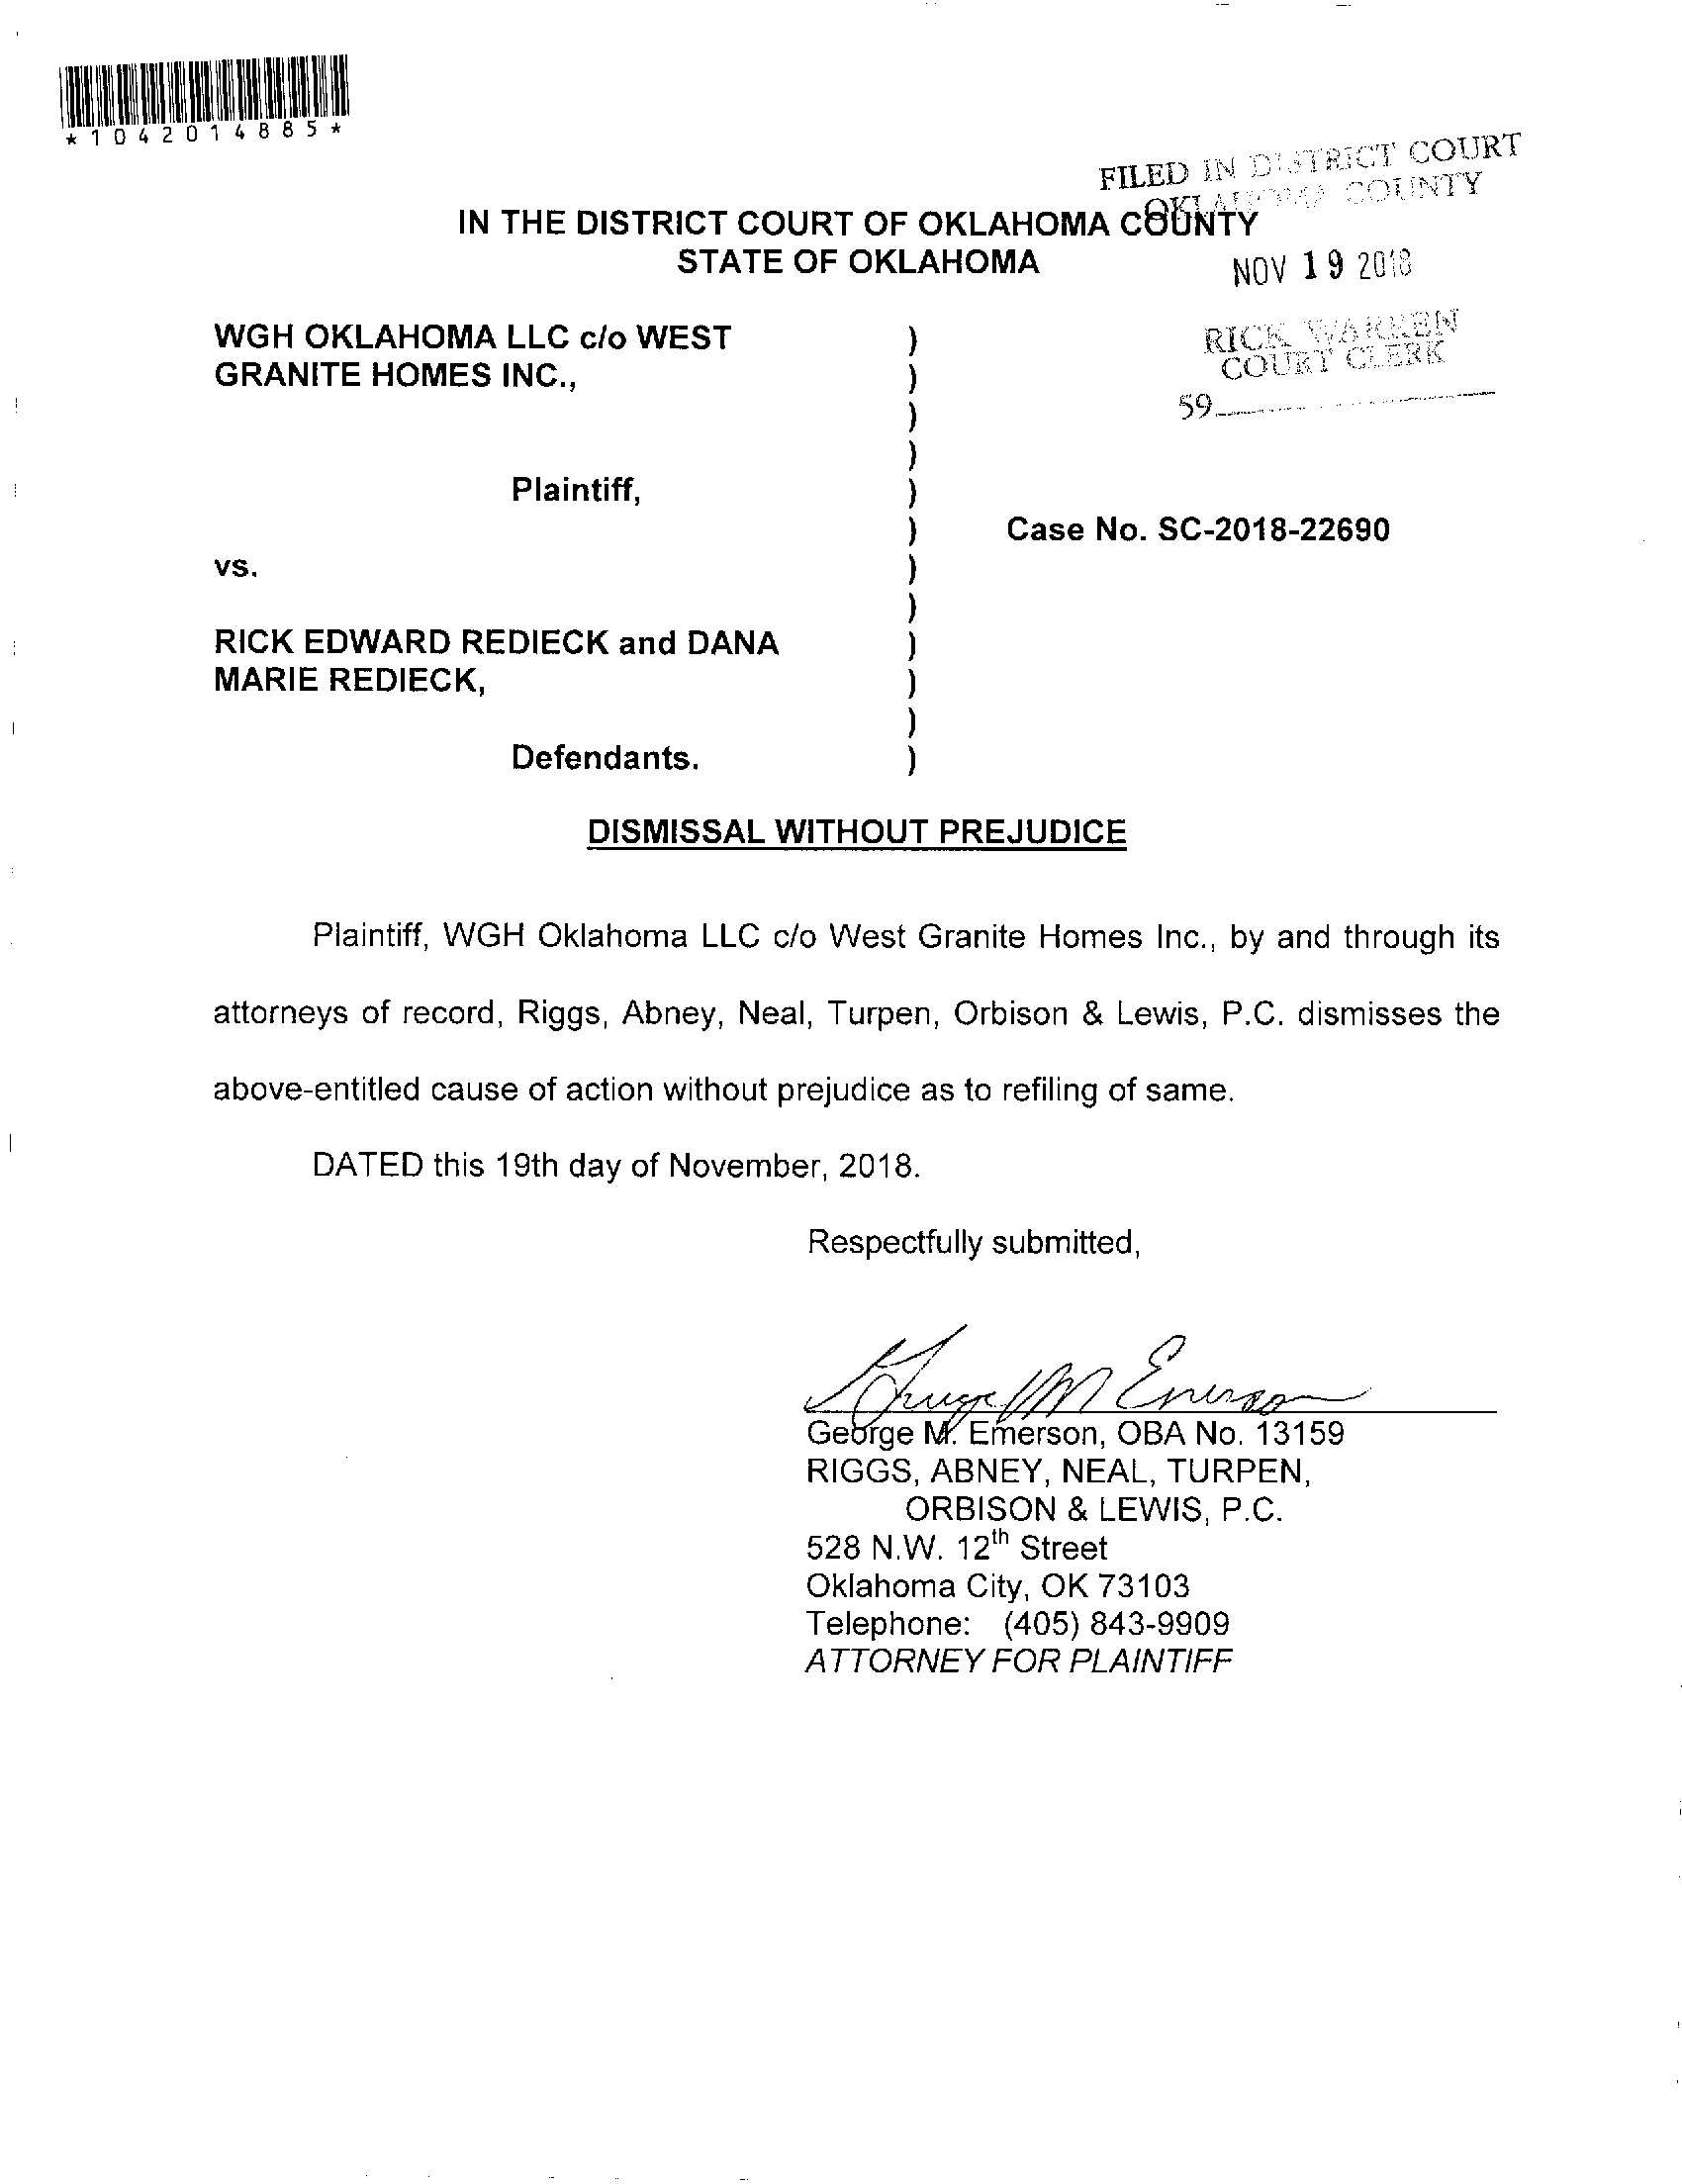 *1042014885*
FILED IN DISTRICT COURT
OKLAHOMA COUNTY
IN THE DISTRICT COURT OF OKLAHOMA COUNTY
STATE OF OKLAHOMA
NOV 19 2018
RICK WARREN
COURT CLERK
59
WGH OKLAHOMA LLC c/o WEST )
GRANITE HOMES INC., )
)
)
Plaintiff, )
) Case No. SC-2018-22690
vs. )
)
RICK EDWARD REDIECK and DANA )
MARIE REDIECK, )
)
Defendants. )
DISMISSAL WITHOUT PREJUDICE
Plaintiff, WGH Oklahoma LLC c/o West Granite Homes Inc., by and through its
attorneys of record, Riggs, Abney, Neal, Turpen, Orbison & Lewis, P.C. dismisses the
above-entitled cause of action without prejudice as to refiling of same.
DATED this 19th day of November, 2018.
Respectfully submitted,
George M Emerson
George M. Emerson, OBA No. 13159
RIGGS, ABNEY, NEAL, TURPEN,
ORBISON & LEWIS, P.C.
528 N.W. 12th Street
Oklahoma City, OK 73103
Telephone: (405) 843-9909
ATTORNEY FOR PLAINTIFF